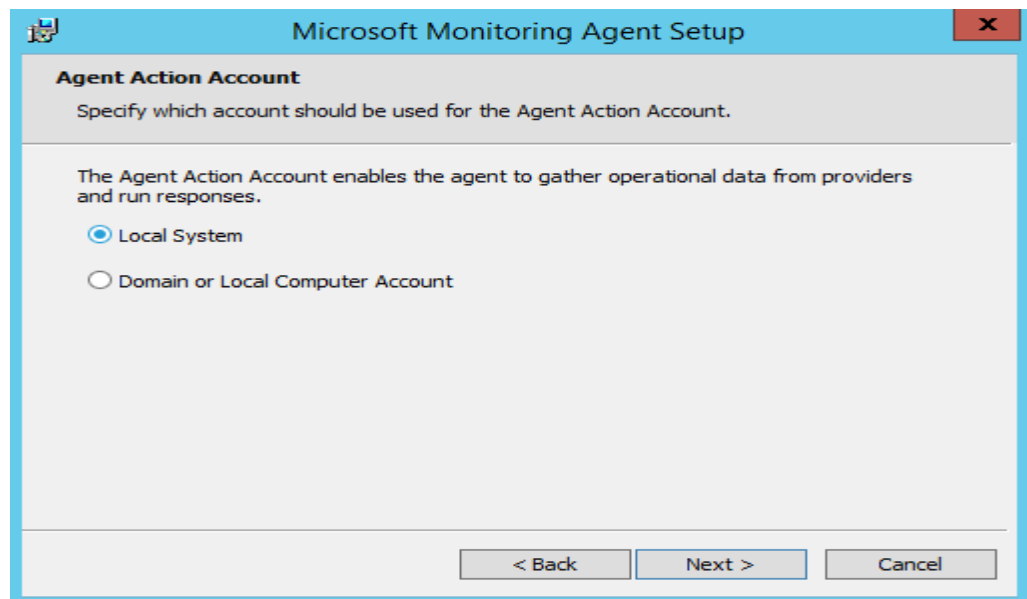 Microsoft Monitoring Agent Setup
x
Agent Action Account
Specify which account should be used for the Agent Action Account.
The Agent Action Account enables the agent to gather operational data from providers
and run responses.
Local System
Domain or Local Computer Account
< Back Next > Cancel